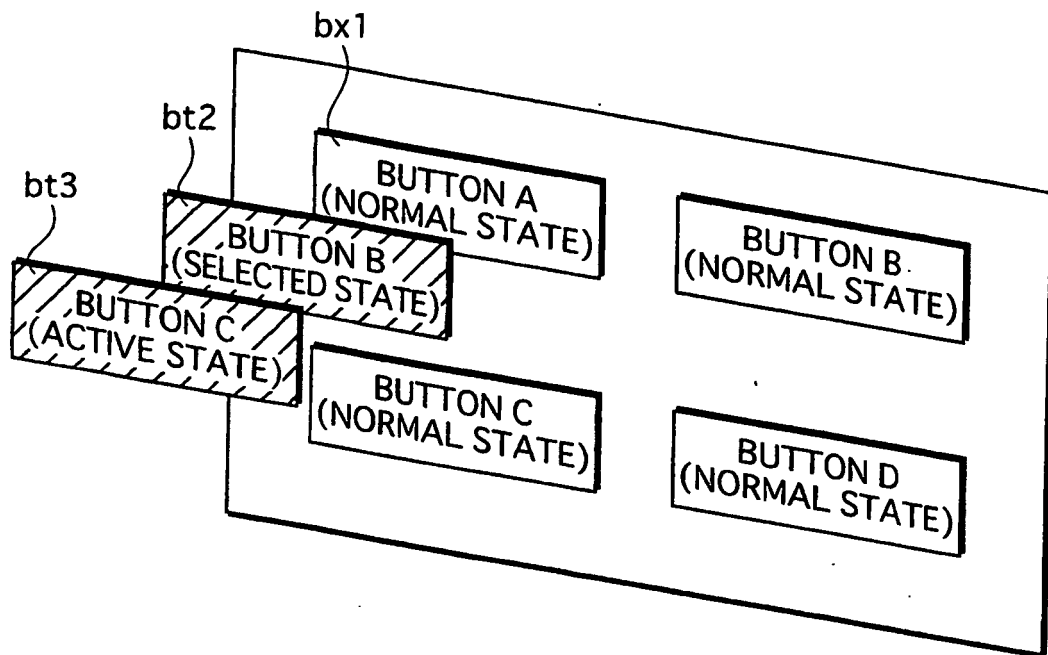 bx1
bt2
bt3
BUTTON A
(NORMAL STATE)
BUTTON B
(SELECTED STATE)
BUTTON C
(ACTIVE STATE)
BUTTON B
(NORMAL STATE)
BUTTON C
(NORMAL STATE)
BUTTON D
(NORMAL STATE)